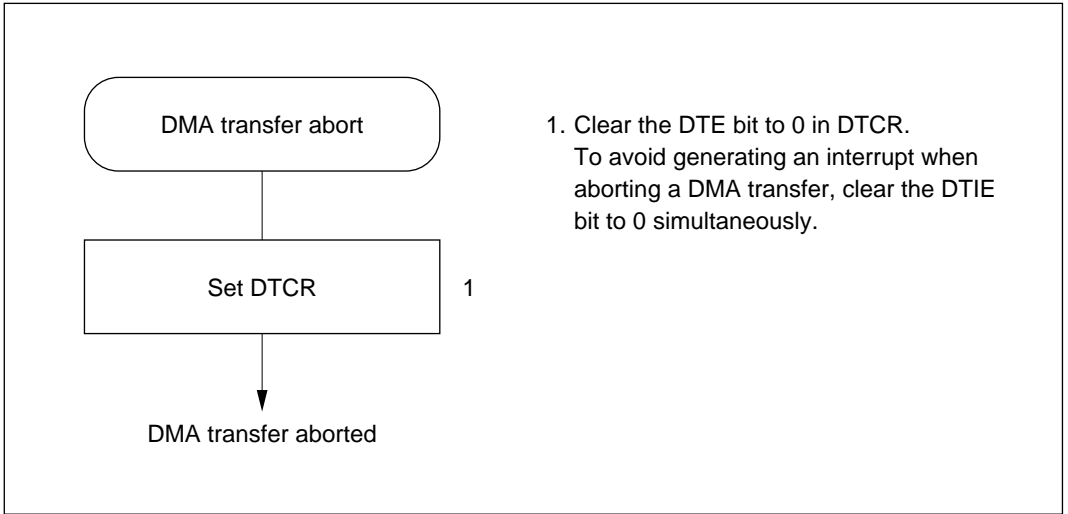 DMA transfer abort
Set DTCR
1
DMA transfer aborted
1. Clear the DTE bit to 0 in DTCR.
To avoid generating an interrupt when
aborting a DMA transfer, clear the DTIE
bit to 0 simultaneously.